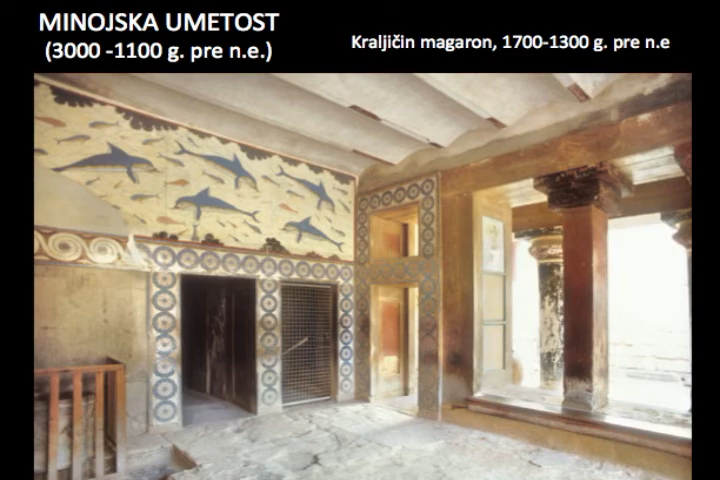 MINOJSKA UMETOST
(3000 -1100 g. pre n.e.)
Kraljičin magaron, 1700-1300 g. pre n.e